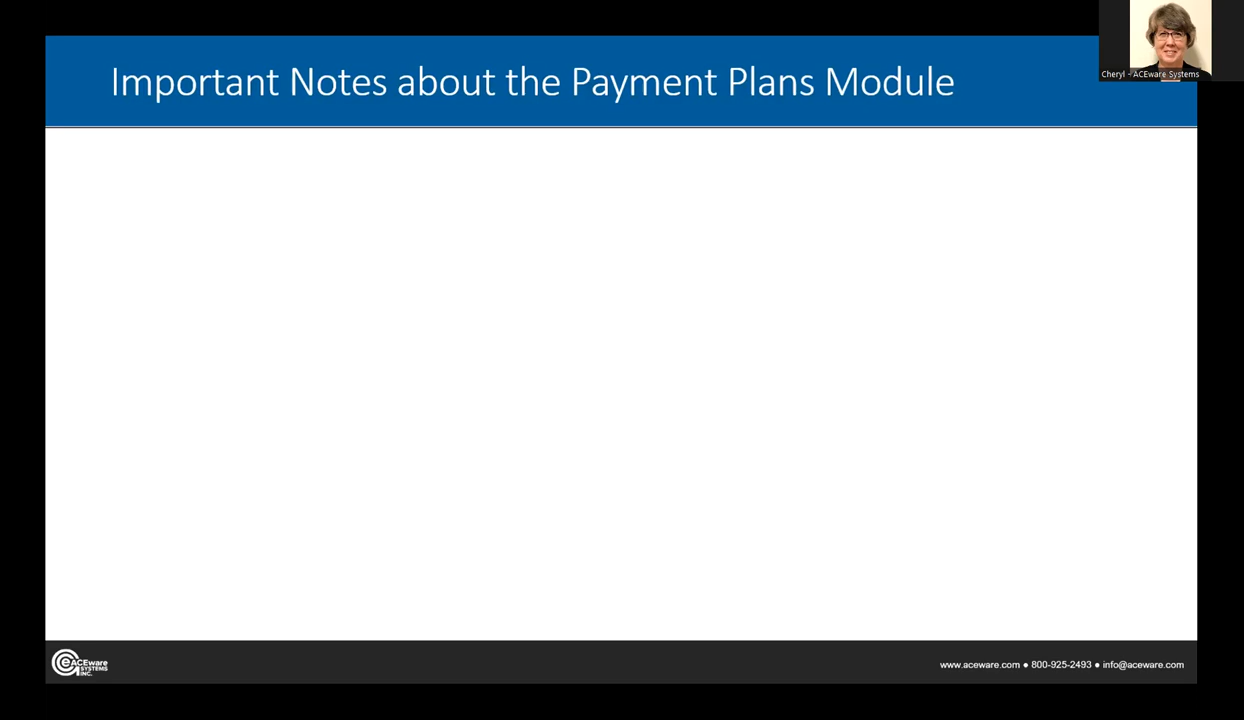 Important Notes about the Payment Plans Module
Cheryl - ACEware Systems
ACEware
SYSTEMS
INC.
www.aceware.com ● 800-925-2493 ● info@aceware.com